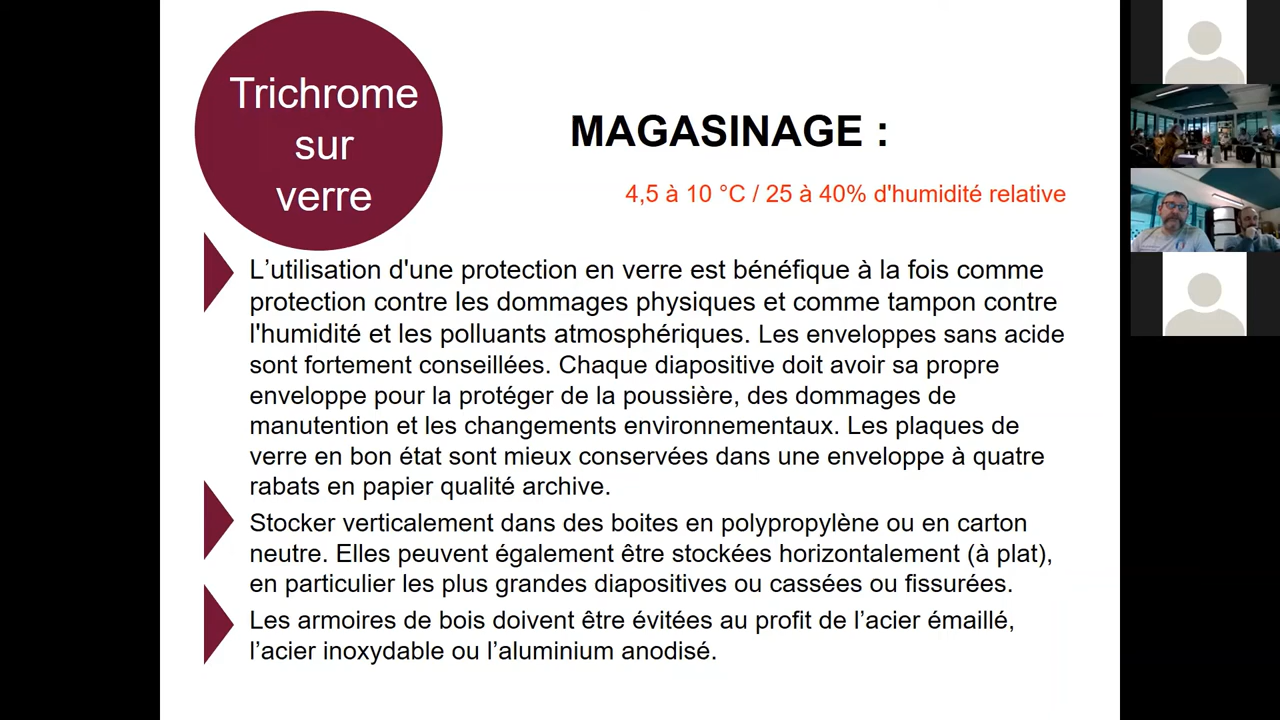 Trichrome
sur
verre
MAGASINAGE :
4,5 à 10 °C / 25 à 40% d'humidité relative
L’utilisation d'une protection en verre est bénéfique à la fois comme
protection contre les dommages physiques et comme tampon contre
l'humidité et les polluants atmosphériques. Les enveloppes sans acide
sont fortement conseillées. Chaque diapositive doit avoir sa propre
enveloppe pour la protéger de la poussière, des dommages de
manutention et les changements environnementaux. Les plaques de
verre en bon état sont mieux conservées dans une enveloppe à quatre
rabats en papier qualité archive.
Stocker verticalement dans des boites en polypropylène ou en carton
neutre. Elles peuvent également être stockées horizontalement (à plat),
en particulier les plus grandes diapositives ou cassées ou fissurées.
Les armoires de bois doivent être évitées au profit de l’acier émaillé,
l’acier inoxydable ou l’aluminium anodisé.